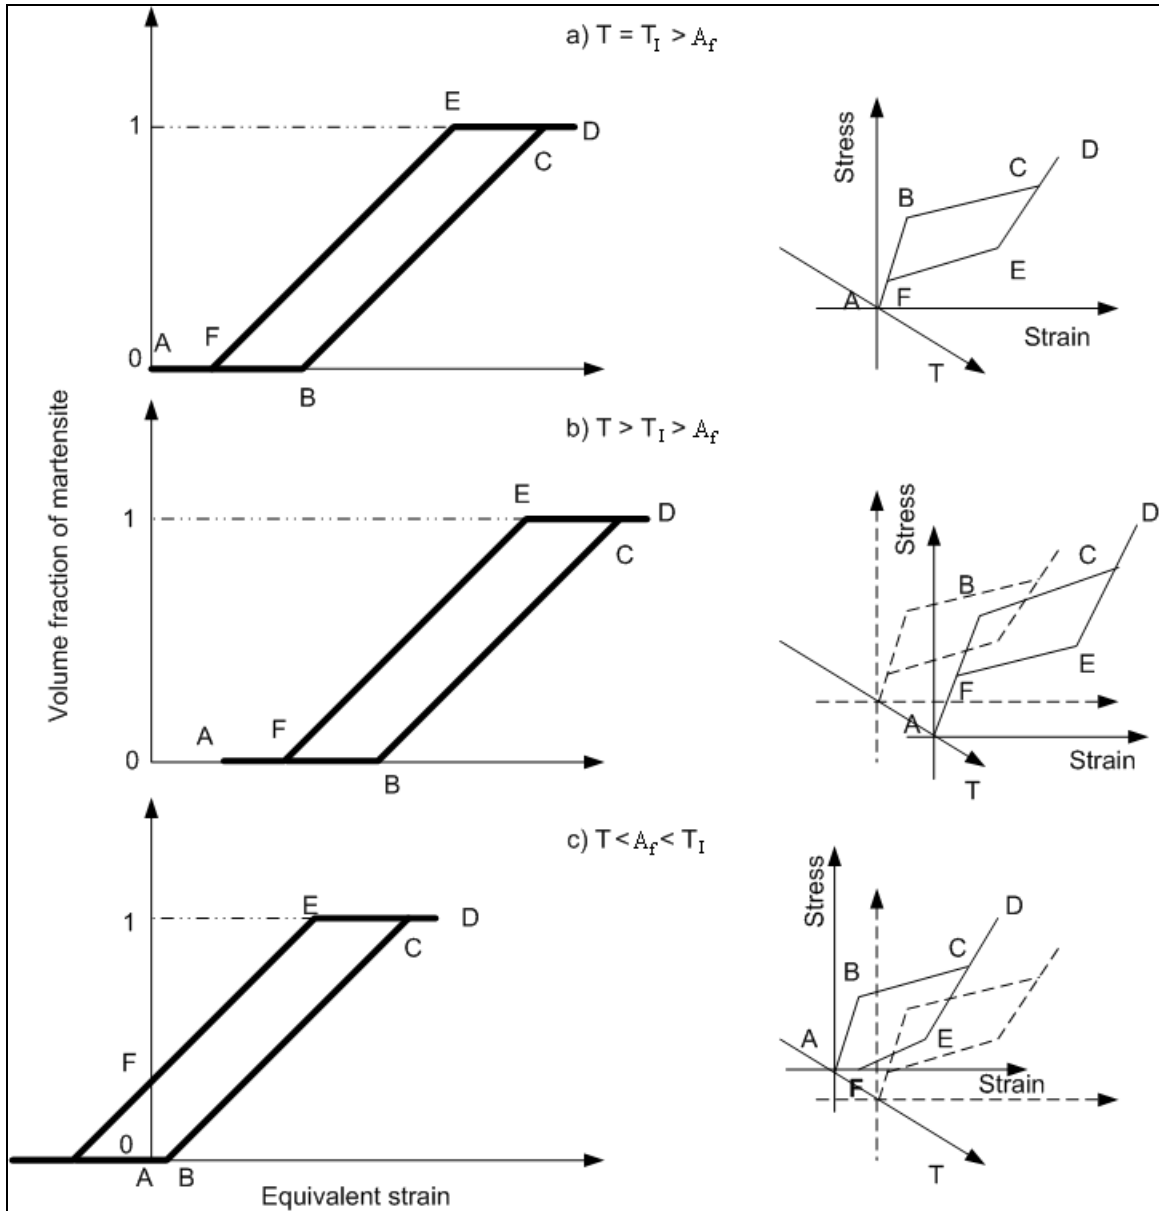 a) T = T_I > A_f
1
E
D
C
A
F
0
B
Stress
D
C
B
E
A
F
Strain
T
Volume fraction of martensite
b) T > T_I > A_f
1
E
D
C
A
F
0
B
Stress
D
C
B
E
F
A
Strain
T
c) T < A_f < T_I
1
E
D
C
F
0
A
B
Equivalent strain
Stress
D
C
B
A
E
F
Strain
T